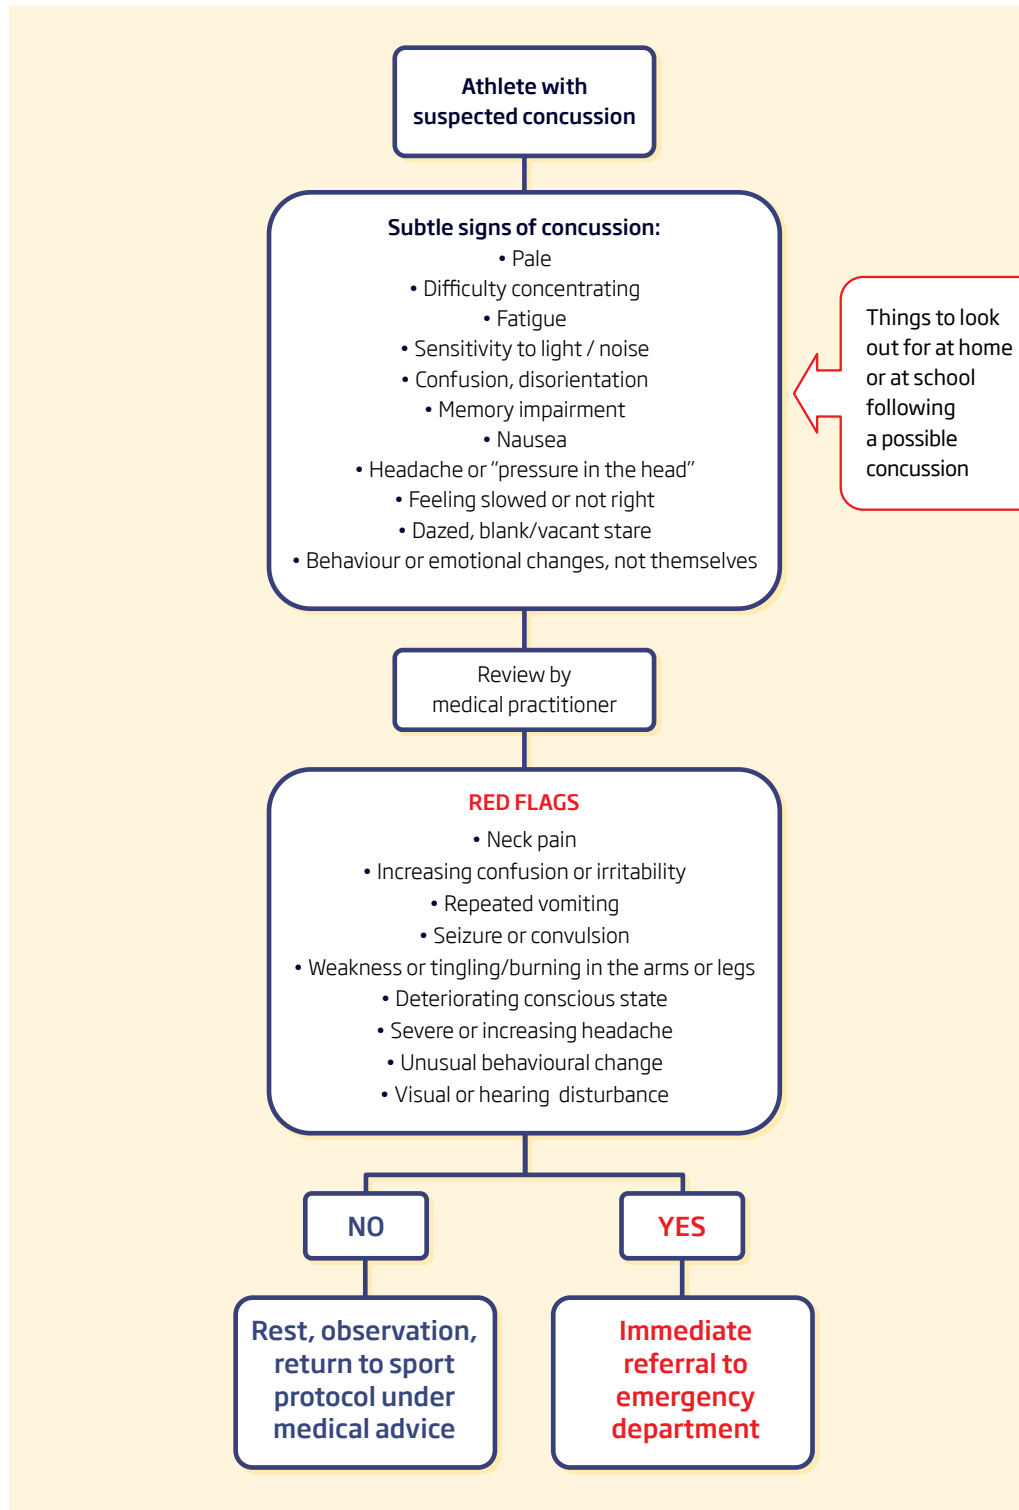 Athlete with
suspected concussion
Subtle signs of concussion:
• Pale
• Difficulty concentrating
• Fatigue
• Sensitivity to light / noise
• Confusion, disorientation
• Memory impairment
• Nausea
• Headache or “pressure in the head”
• Feeling slowed or not right
• Dazed, blank/vacant stare
• Behaviour or emotional changes, not themselves
Things to look
out for at home
or at school
following
a possible
concussion
Review by
medical practitioner
RED FLAGS
• Neck pain
• Increasing confusion or irritability
• Repeated vomiting
• Seizure or convulsion
• Weakness or tingling/burning in the arms or legs
• Deteriorating conscious state
• Severe or increasing headache
• Unusual behavioural change
• Visual or hearing disturbance
NO
YES
Rest, observation,
return to sport
protocol under
medical advice
Immediate
referral to
emergency
department